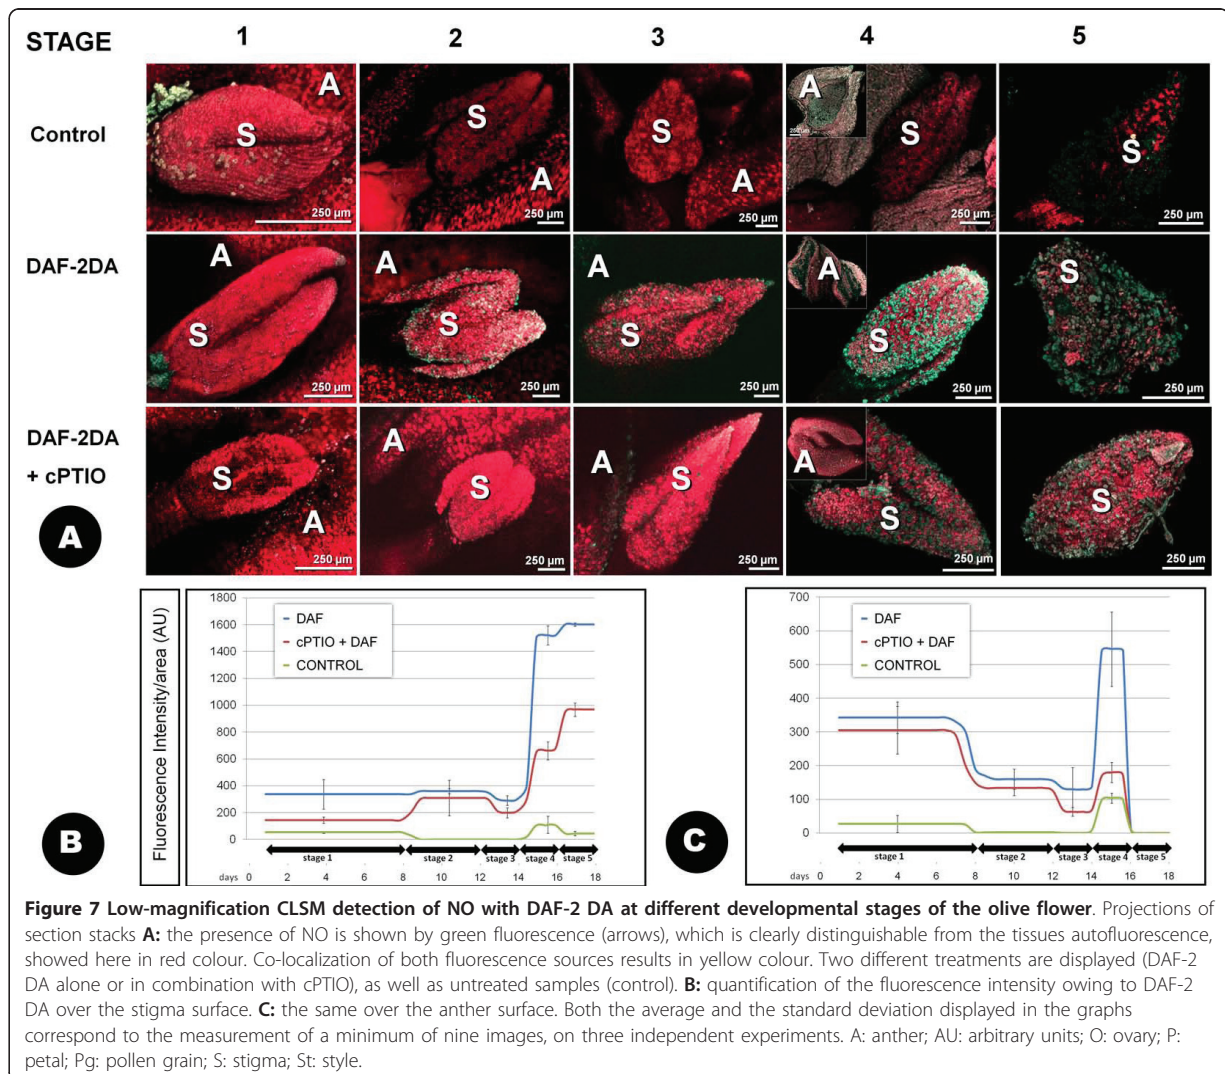 STAGE 1 2 3 4 5
Control
A S S A S A A 250 µm S S
250 µm 250 µm 250 µm 250 µm 250 µm
DAF-2DA
A S A S A S A S S
250 µm 250 µm 250 µm 250 µm 250 µm
DAF-2DA
+ cPTIO
S A A S A S A S S
250 µm 250 µm 250 µm 250 µm 250 µm
A
Fluorescence Intensity/area (AU)
1800
1600
1400
1200
1000
800
600
400
200
0
DAF
cPTIO + DAF
CONTROL
stage 1 stage 2 stage 3 stage 4 stage 5
days 0 2 4 6 8 10 12 14 16 18
B
700
600
500
400
300
200
100
0
DAF
cPTIO + DAF
CONTROL
stage 1 stage 2 stage 3 stage 4 stage 5
days 0 2 4 6 8 10 12 14 16 18
C
Figure 7 Low-magnification CLSM detection of NO with DAF-2 DA at different developmental stages of the olive flower. Projections of
section stacks A: the presence of NO is shown by green fluorescence (arrows), which is clearly distinguishable from the tissues autofluorescence,
showed here in red colour. Co-localization of both fluorescence sources results in yellow colour. Two different treatments are displayed (DAF-2
DA alone or in combination with cPTIO), as well as untreated samples (control). B: quantification of the fluorescence intensity owing to DAF-2
DA over the stigma surface. C: the same over the anther surface. Both the average and the standard deviation displayed in the graphs
correspond to the measurement of a minimum of nine images, on three independent experiments. A: anther; AU: arbitrary units; O: ovary; P:
petal; Pg: pollen grain; S: stigma; St: style.